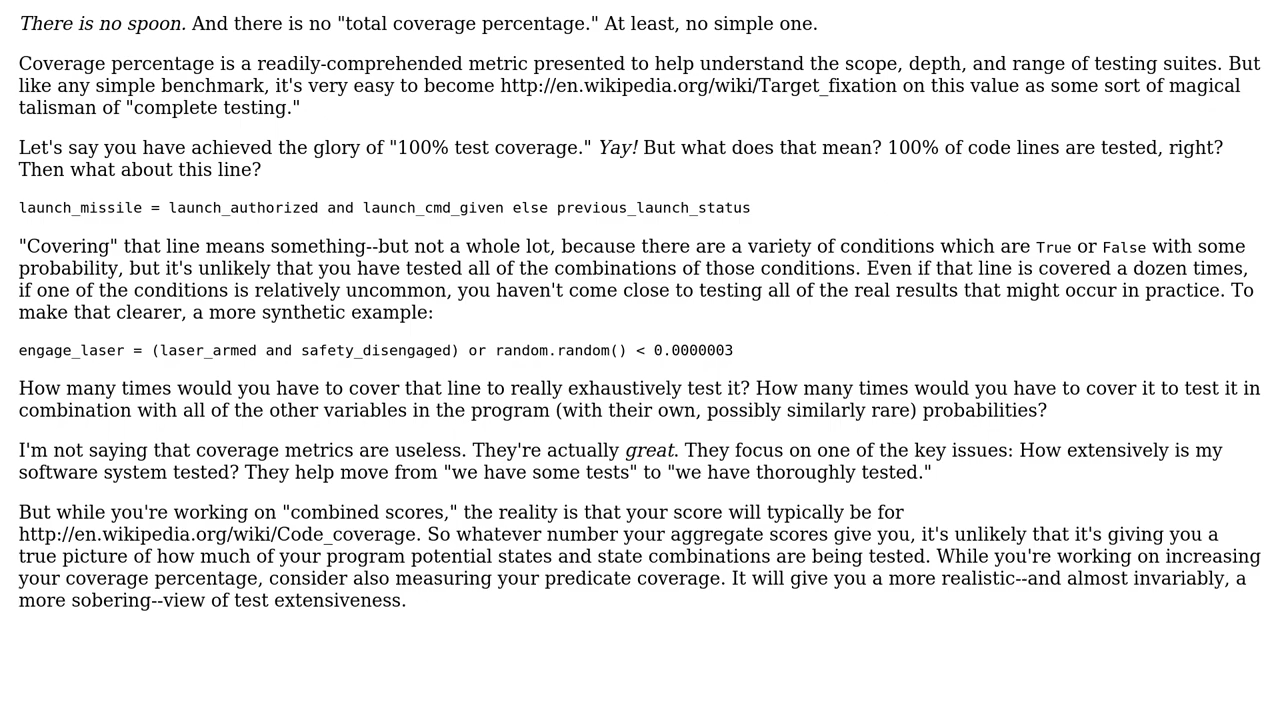 There is no spoon. And there is no "total coverage percentage." At least, no simple one.
Coverage percentage is a readily-comprehended metric presented to help understand the scope, depth, and range of testing suites. But
like any simple benchmark, it's very easy to become http://en.wikipedia.org/wiki/Target_fixation on this value as some sort of magical
talisman of "complete testing."
Let's say you have achieved the glory of "100% test coverage." Yay! But what does that mean? 100% of code lines are tested, right?
Then what about this line?
launch_missile = launch_authorized and launch_cmd_given else previous_launch_status
"Covering" that line means something--but not a whole lot, because there are a variety of conditions which are True or False with some
probability, but it's unlikely that you have tested all of the combinations of those conditions. Even if that line is covered a dozen times,
if one of the conditions is relatively uncommon, you haven't come close to testing all of the real results that might occur in practice. To
make that clearer, a more synthetic example:
engage_laser = (laser_armed and safety_disengaged) or random.random() < 0.0000003
How many times would you have to cover that line to really exhaustively test it? How many times would you have to cover it to test it in
combination with all of the other variables in the program (with their own, possibly similarly rare) probabilities?
I'm not saying that coverage metrics are useless. They're actually great. They focus on one of the key issues: How extensively is my
software system tested? They help move from "we have some tests" to "we have thoroughly tested."
But while you're working on "combined scores," the reality is that your score will typically be for
http://en.wikipedia.org/wiki/Code_coverage. So whatever number your aggregate scores give you, it's unlikely that it's giving you a
true picture of how much of your program potential states and state combinations are being tested. While you're working on increasing
your coverage percentage, consider also measuring your predicate coverage. It will give you a more realistic--and almost invariably, a
more sobering--view of test extensiveness.